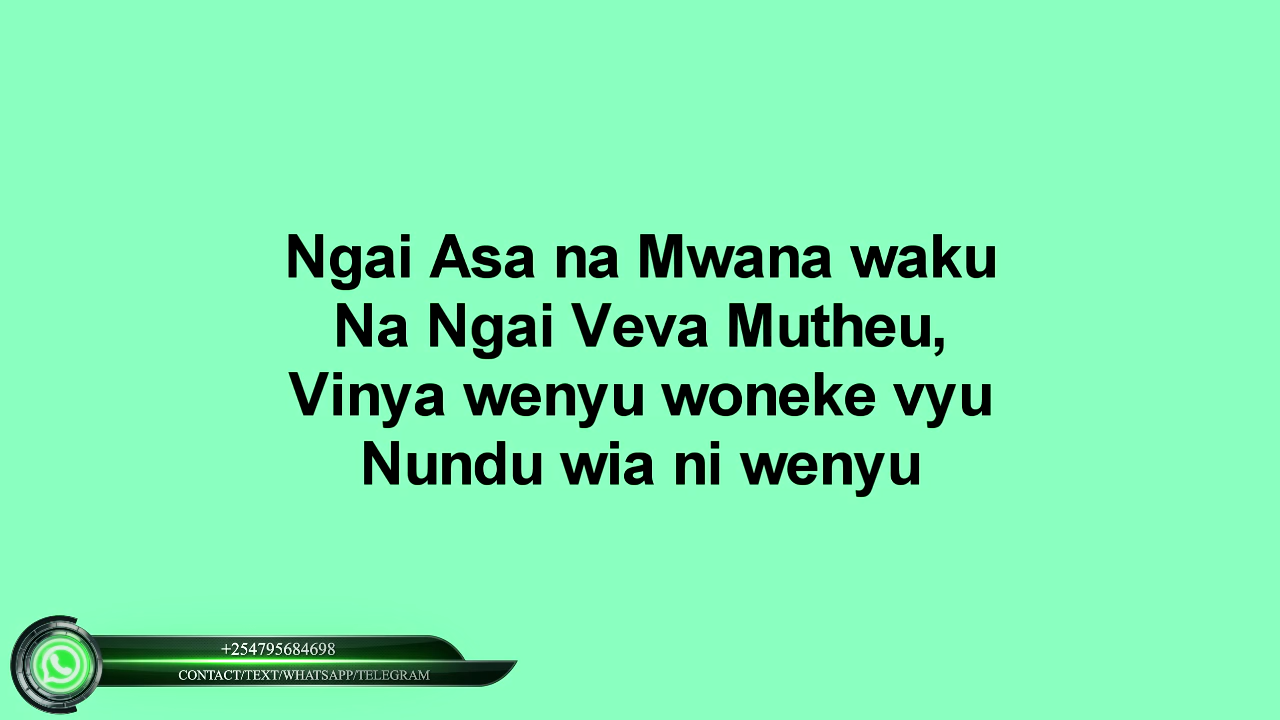 Ngai Asa na Mwana waku
Na Ngai Veva Mutheu,
Vinya wenyu woneke vyu
Nundu wia ni wenyu
+254795684698
CONTACT/TEXT/WHATSAPP/TELEGRAM